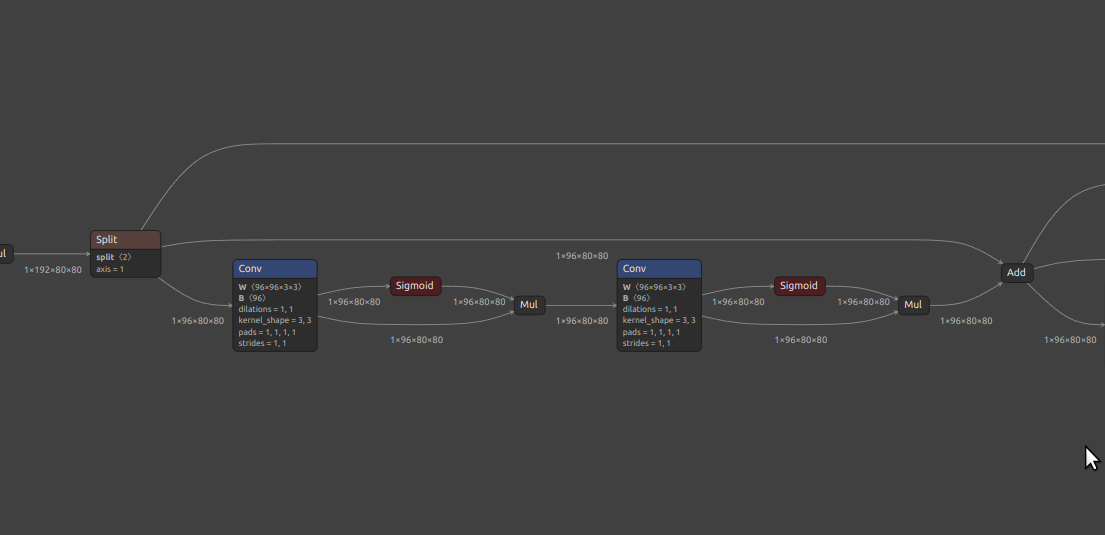 ul
1×192×80×80
Split
split ⟨2⟩
axis = 1
1×96×80×80
Conv
W ⟨96×96×3×3⟩
B ⟨96⟩
dilations = 1, 1
kernel_shape = 3, 3
pads = 1, 1, 1, 1
strides = 1, 1
1×96×80×80
Sigmoid
1×96×80×80
1×96×80×80
Mul
1×96×80×80
1×96×80×80
Conv
W ⟨96×96×3×3⟩
B ⟨96⟩
dilations = 1, 1
kernel_shape = 3, 3
pads = 1, 1, 1, 1
strides = 1, 1
1×96×80×80
Sigmoid
1×96×80×80
1×96×80×80
Mul
1×96×80×80
Add
1×96×80×80